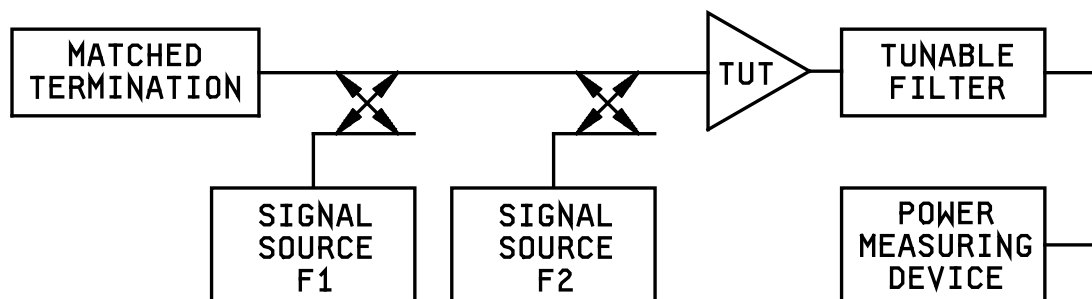 MATCHED
TERMINATION
TUT
TUNABLE
FILTER
SIGNAL
SOURCE
F1
SIGNAL
SOURCE
F2
POWER
MEASURING
DEVICE